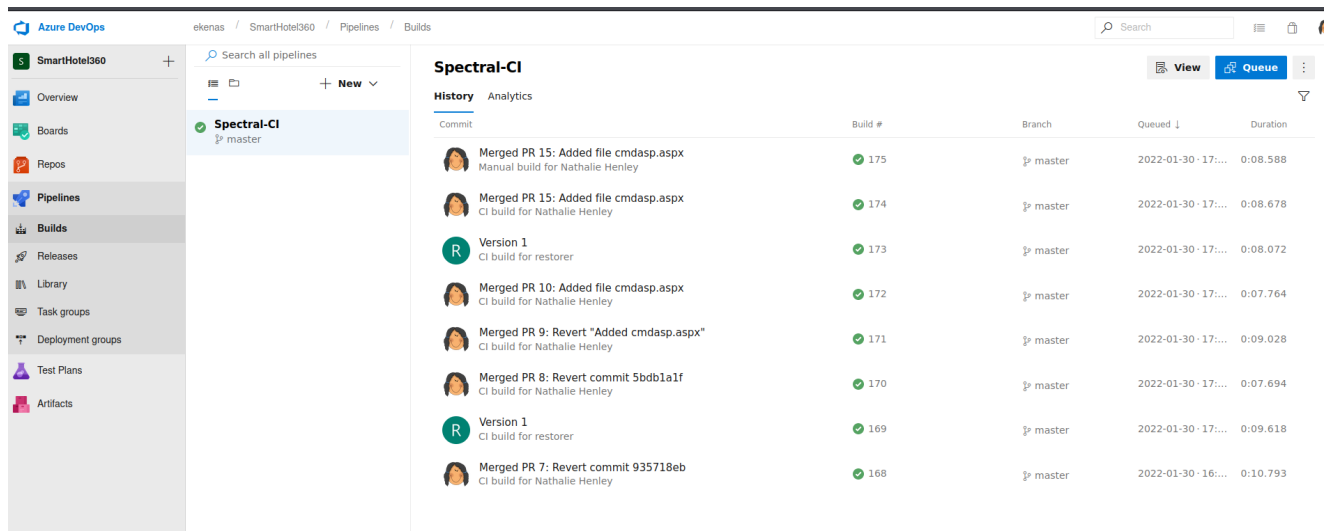 Azure DevOps
ekenas / SmartHotel360 / Pipelines / Builds
Search
S SmartHotel360
Overview
Boards
Repos
Pipelines
Builds
Releases
Library
Task groups
Deployment groups
Test Plans
Artifacts
Search all pipelines
New
Spectral-CI
master
Spectral-CI
View Queue
History Analytics
Commit Build # Branch Queued ↓ Duration
Merged PR 15: Added file cmdasp.aspx
Manual build for Nathalie Henley
175 master 2022-01-30 · 17:... 0:08.588
Merged PR 15: Added file cmdasp.aspx
CI build for Nathalie Henley
174 master 2022-01-30 · 17:... 0:08.678
R Version 1
CI build for restorer
173 master 2022-01-30 · 17:... 0:08.072
Merged PR 10: Added file cmdasp.aspx
CI build for Nathalie Henley
172 master 2022-01-30 · 17:... 0:07.764
Merged PR 9: Revert "Added cmdasp.aspx"
CI build for Nathalie Henley
171 master 2022-01-30 · 17:... 0:09.028
Merged PR 8: Revert commit 5bdb1a1f
CI build for Nathalie Henley
170 master 2022-01-30 · 17:... 0:07.694
R Version 1
CI build for restorer
169 master 2022-01-30 · 17:... 0:09.618
Merged PR 7: Revert commit 935718eb
CI build for Nathalie Henley
168 master 2022-01-30 · 16:... 0:10.793